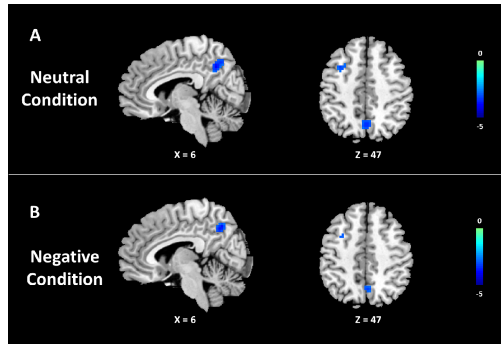 A
Neutral
Condition
X = 6
Z = 47
0
-5
B
Negative
Condition
X = 6
Z = 47
0
-5